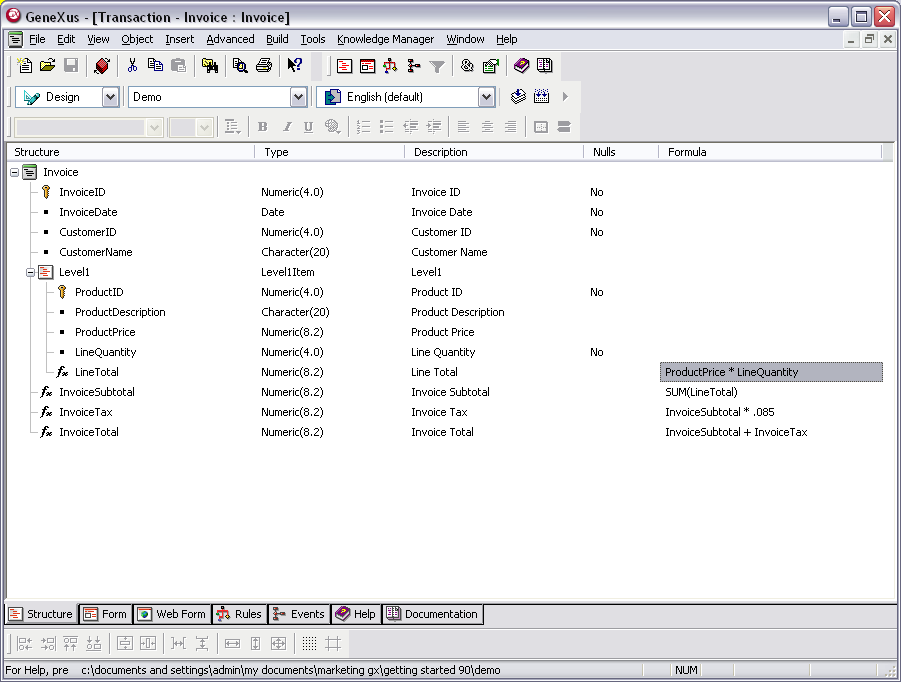 GeneXus - [Transaction - Invoice : Invoice]
File Edit View Object Insert Advanced Build Tools Knowledge Manager Window Help
Design Demo English (default)
B I U
Structure Type Description Nulls Formula
Invoice
InvoiceID Numeric(4.0) Invoice ID No
InvoiceDate Date Invoice Date No
CustomerID Numeric(4.0) Customer ID No
CustomerName Character(20) Customer Name
Level1 Level1Item Level1
ProductID Numeric(4.0) Product ID No
ProductDescription Character(20) Product Description
ProductPrice Numeric(8.2) Product Price
LineQuantity Numeric(4.0) Line Quantity No
fx LineTotal Numeric(8.2) Line Total ProductPrice * LineQuantity
fx InvoiceSubtotal Numeric(8.2) Invoice Subtotal SUM(LineTotal)
fx InvoiceTax Numeric(8.2) Invoice Tax InvoiceSubtotal * .085
fx InvoiceTotal Numeric(8.2) Invoice Total InvoiceSubtotal + InvoiceTax
Structure Form Web Form Rules Events Help Documentation
For Help, pre c:\documents and settings\admin\my documents\marketing gx\getting started 90\demo NUM